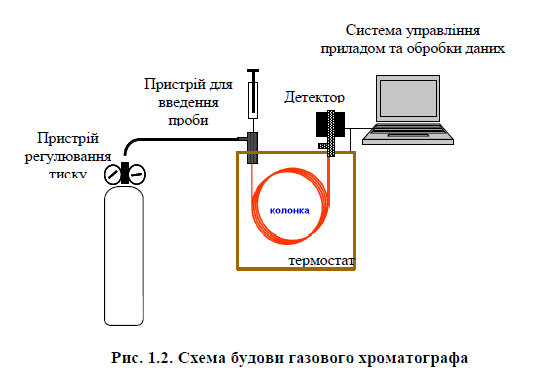 Система управління
приладом та обробки даних
Пристрій для
введення
проби
Детектор
Пристрій
регулювання
тиску
колонка
термостат
Рис. 1.2. Схема будови газового хроматографа